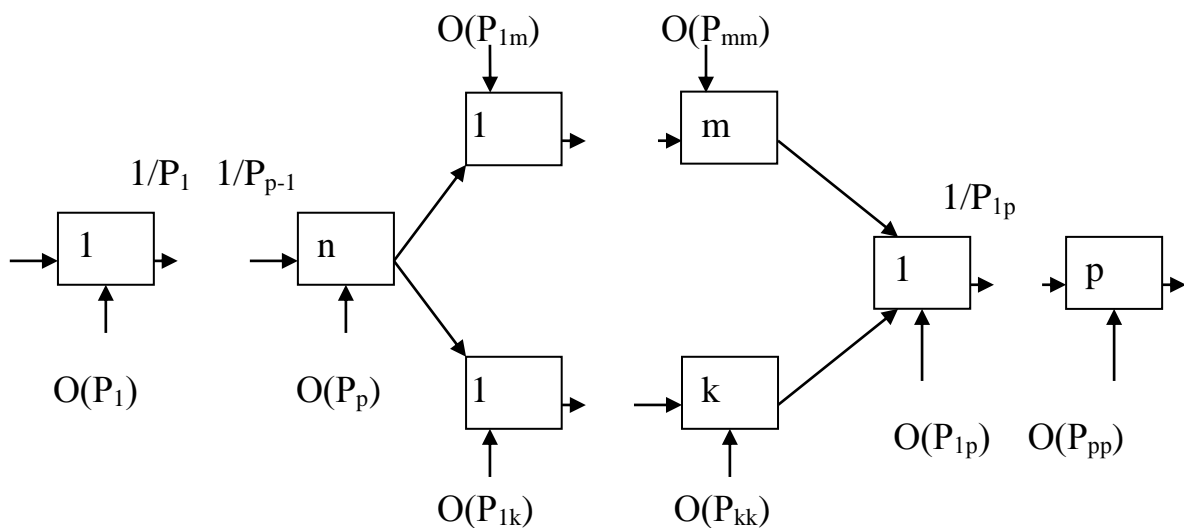 O(P₁ₘ) O(Pₘₘ)
1 m
1/P₁ 1/Pₚ₋₁ 1/P₁ₚ
1 n 1 p
O(P₁) O(Pₚ) 1 k
O(P₁ₚ) O(Pₚₚ)
O(P₁ₖ) O(Pₖₖ)